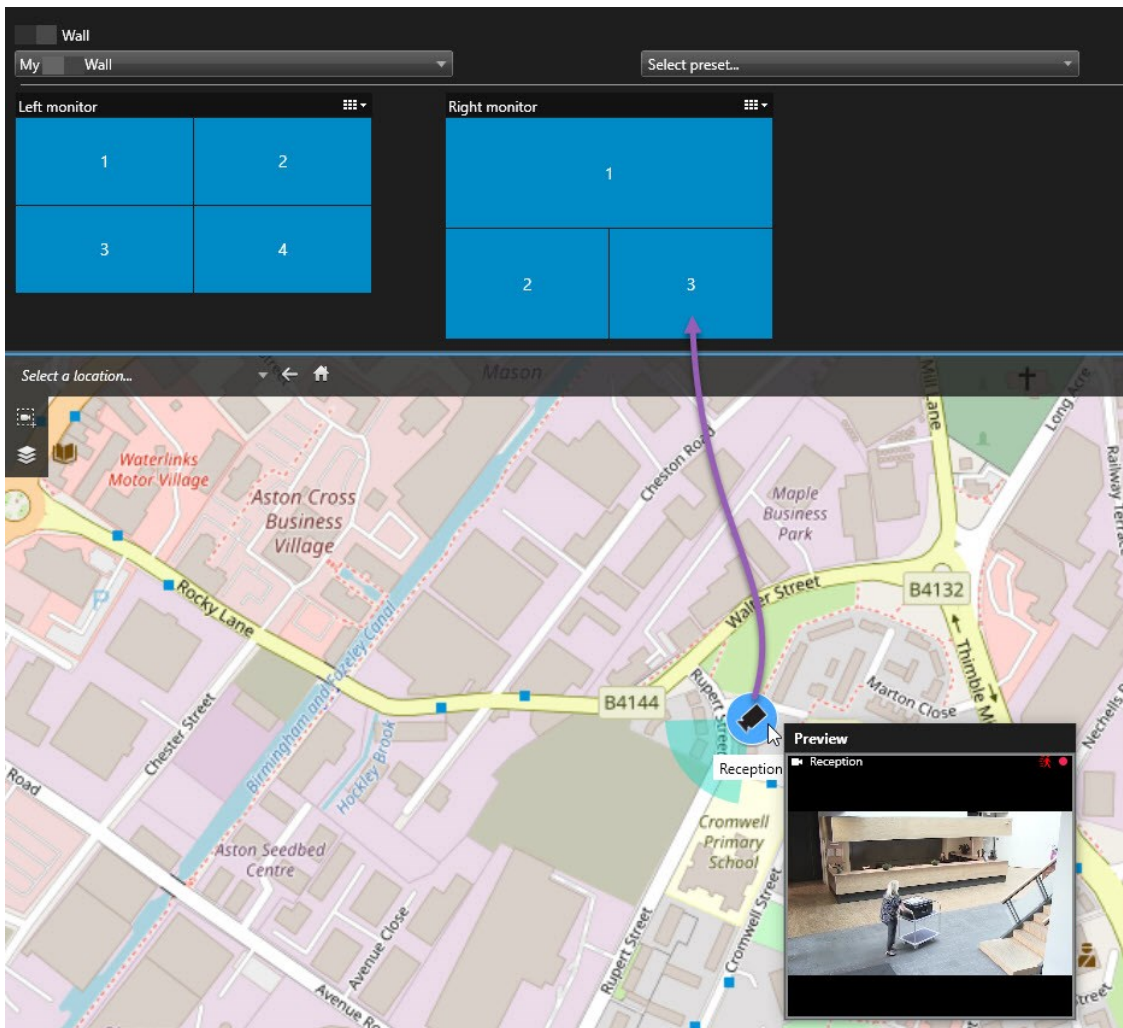 Wall
My Wall
Select preset...
Left monitor
Right monitor
1
2
3
4
1
2
3
Select a location...
Mason
Mill Lane
Long Acre
Railway Terrace
Cheston Road
Waterlinks
Motor Village
Aston Cross
Business
Village
Maple
Business
Park
Walter Street
B4132
P
Rocky Lane
Birmingham and Fazeley Canal
Thimble M
Rupert Street
Marton Close
B4144
Chester Street
Nechells P
Hockley Brook
Preview
Reception
Reception
Road
Cromwell
Primary
School
Aston Seedbed
Centre
Avenue Close
Rupert Street
Cromwell Street
Avenue Ro
treet